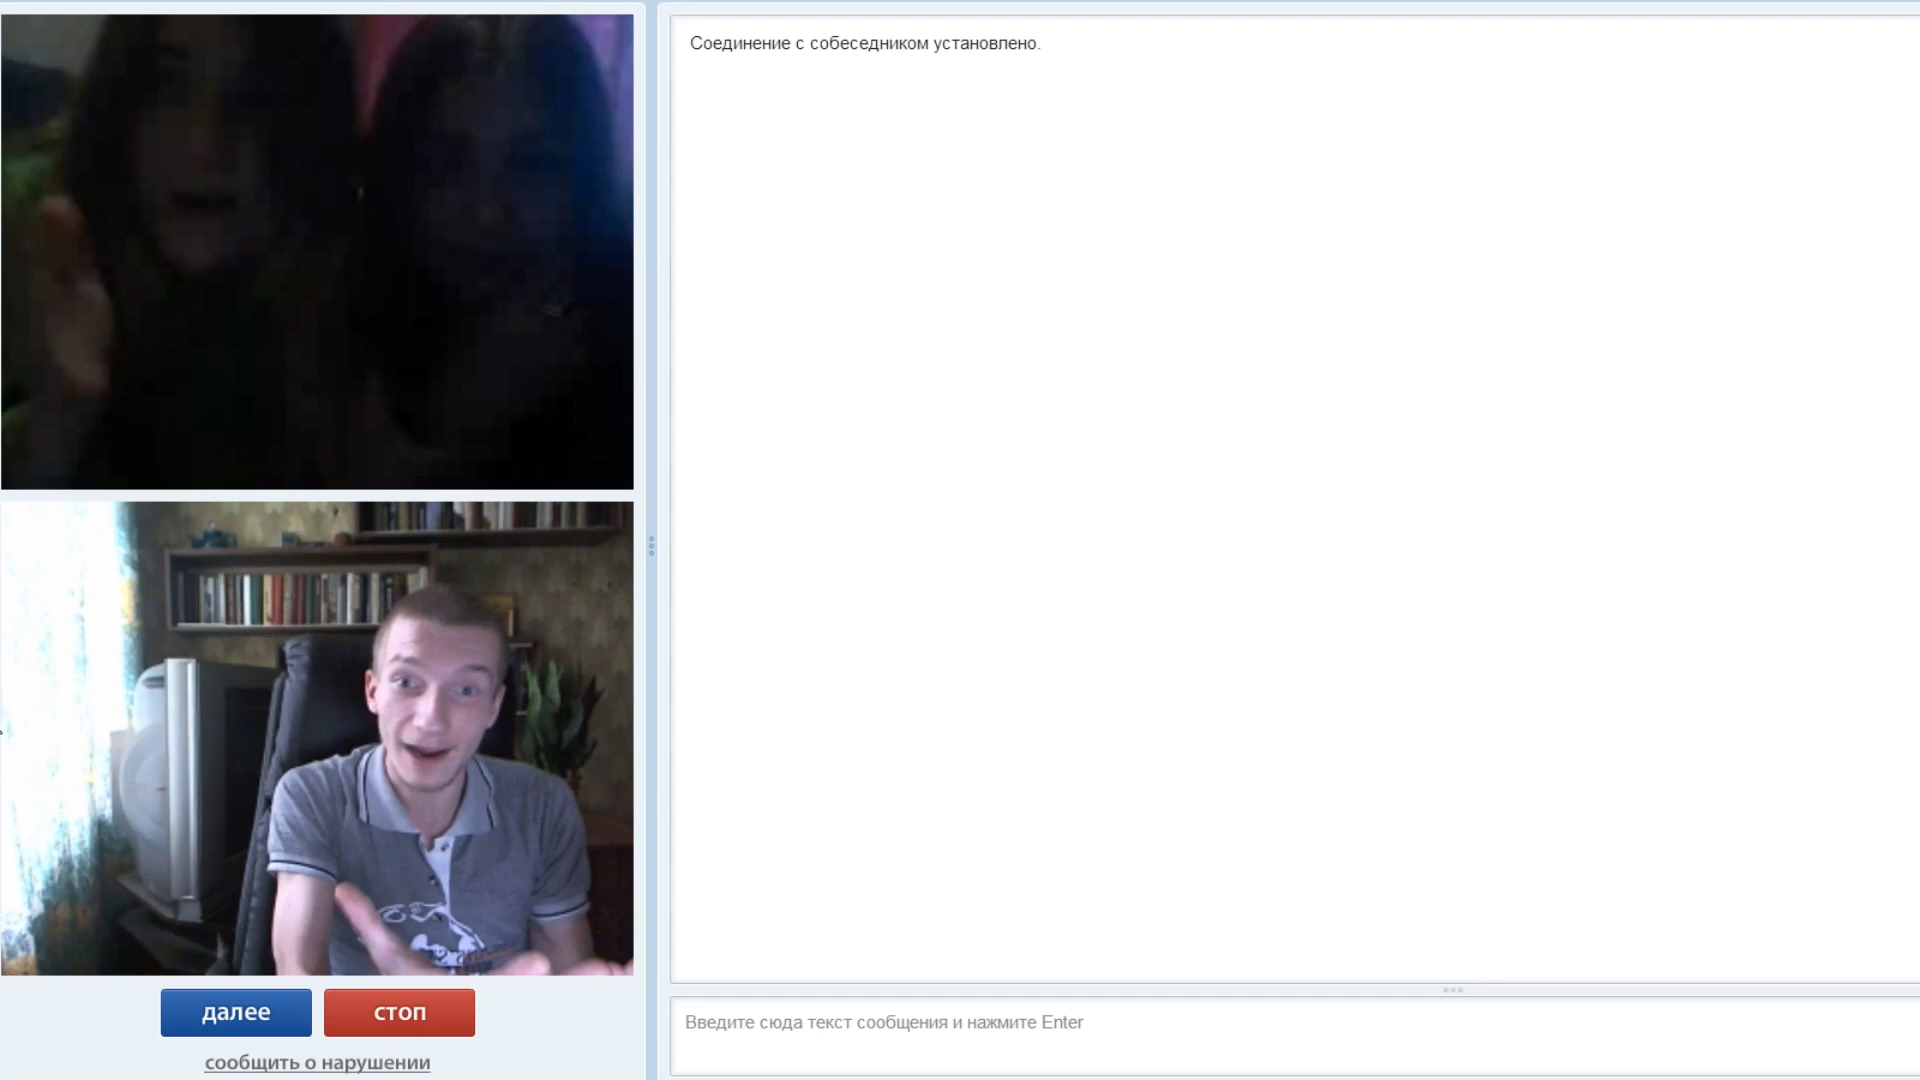 Соединение с собеседником установлено.
далее
стоп
сообщить о нарушении
Введите сюда текст сообщения и нажмите Enter